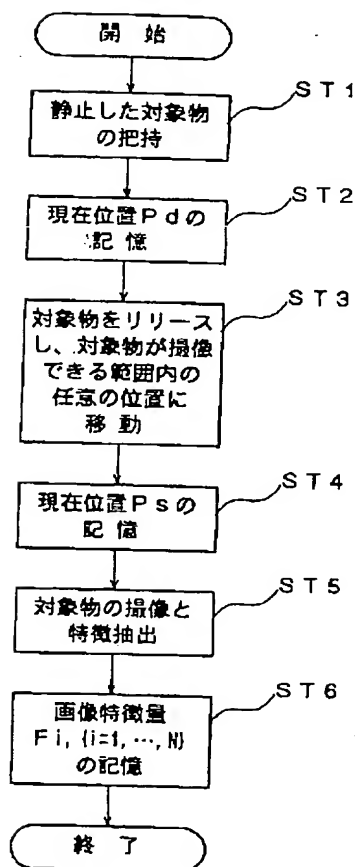 開 始
ST1
静止した対象物
の把持
ST2
現在位置Pdの
記 憶
ST3
対象物をリリース
し、対象物が撮像
できる範囲内の
任意の位置に
移 動
ST4
現在位置Psの
記 憶
ST5
対象物の撮像と
特徴抽出
ST6
画像特徴量
Fi, {i=1, …, N}
の記憶
終 了